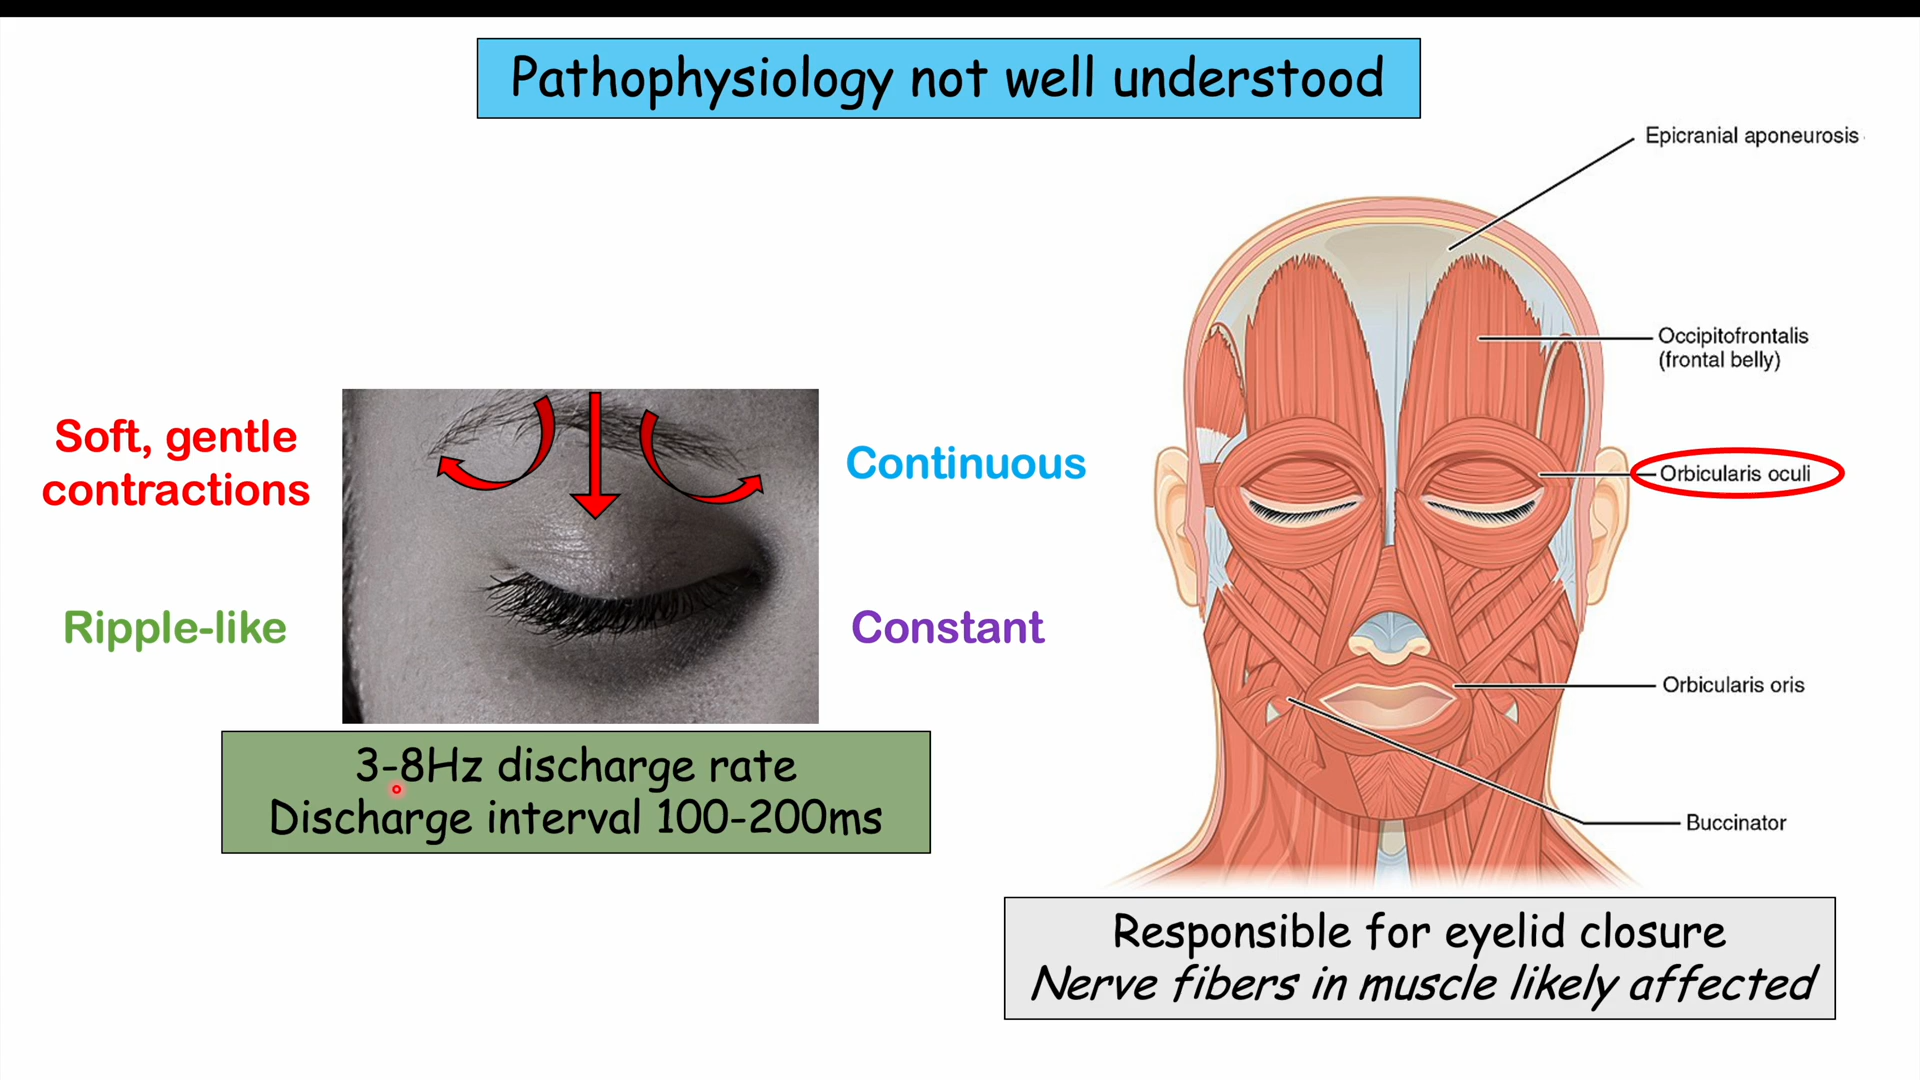 Pathophysiology not well understood
Epicranial aponeurosis
Occipitofrontalis
(frontal belly)
Soft, gentle
contractions
Continuous
Orbicularis oculi
Ripple-like
Constant
Orbicularis oris
3-8Hz discharge rate
Discharge interval 100-200ms
Buccinator
Responsible for eyelid closure
Nerve fibers in muscle likely affected